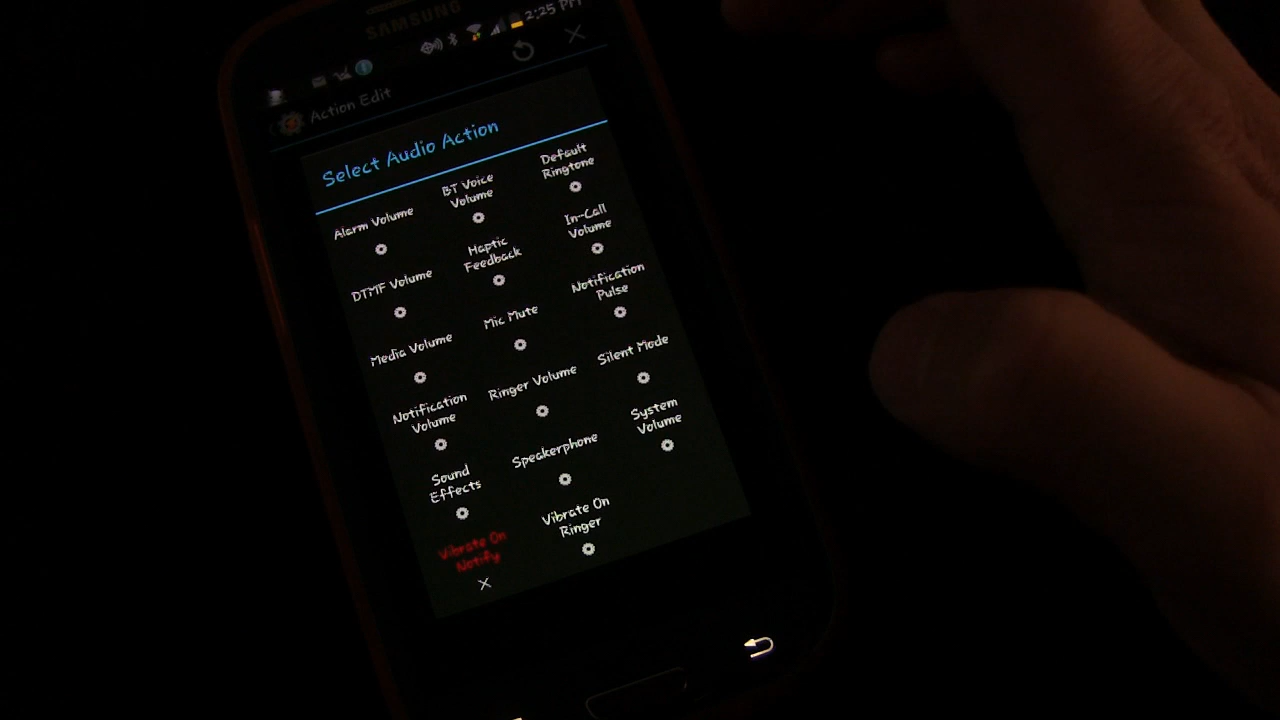 SAMSUNG
2:25 PM
Action Edit
Select Audio Action
Alarm Volume
BT Voice
Volume
Default
Ringtone
DTMF Volume
Haptic
Feedback
In-Call
Volume
Media Volume
Mic Mute
Notification
Pulse
Notification
Volume
Ringer Volume
Silent Mode
Sound
Effects
Speakerphone
System
Volume
Vibrate On
Notify
Vibrate On
Ringer